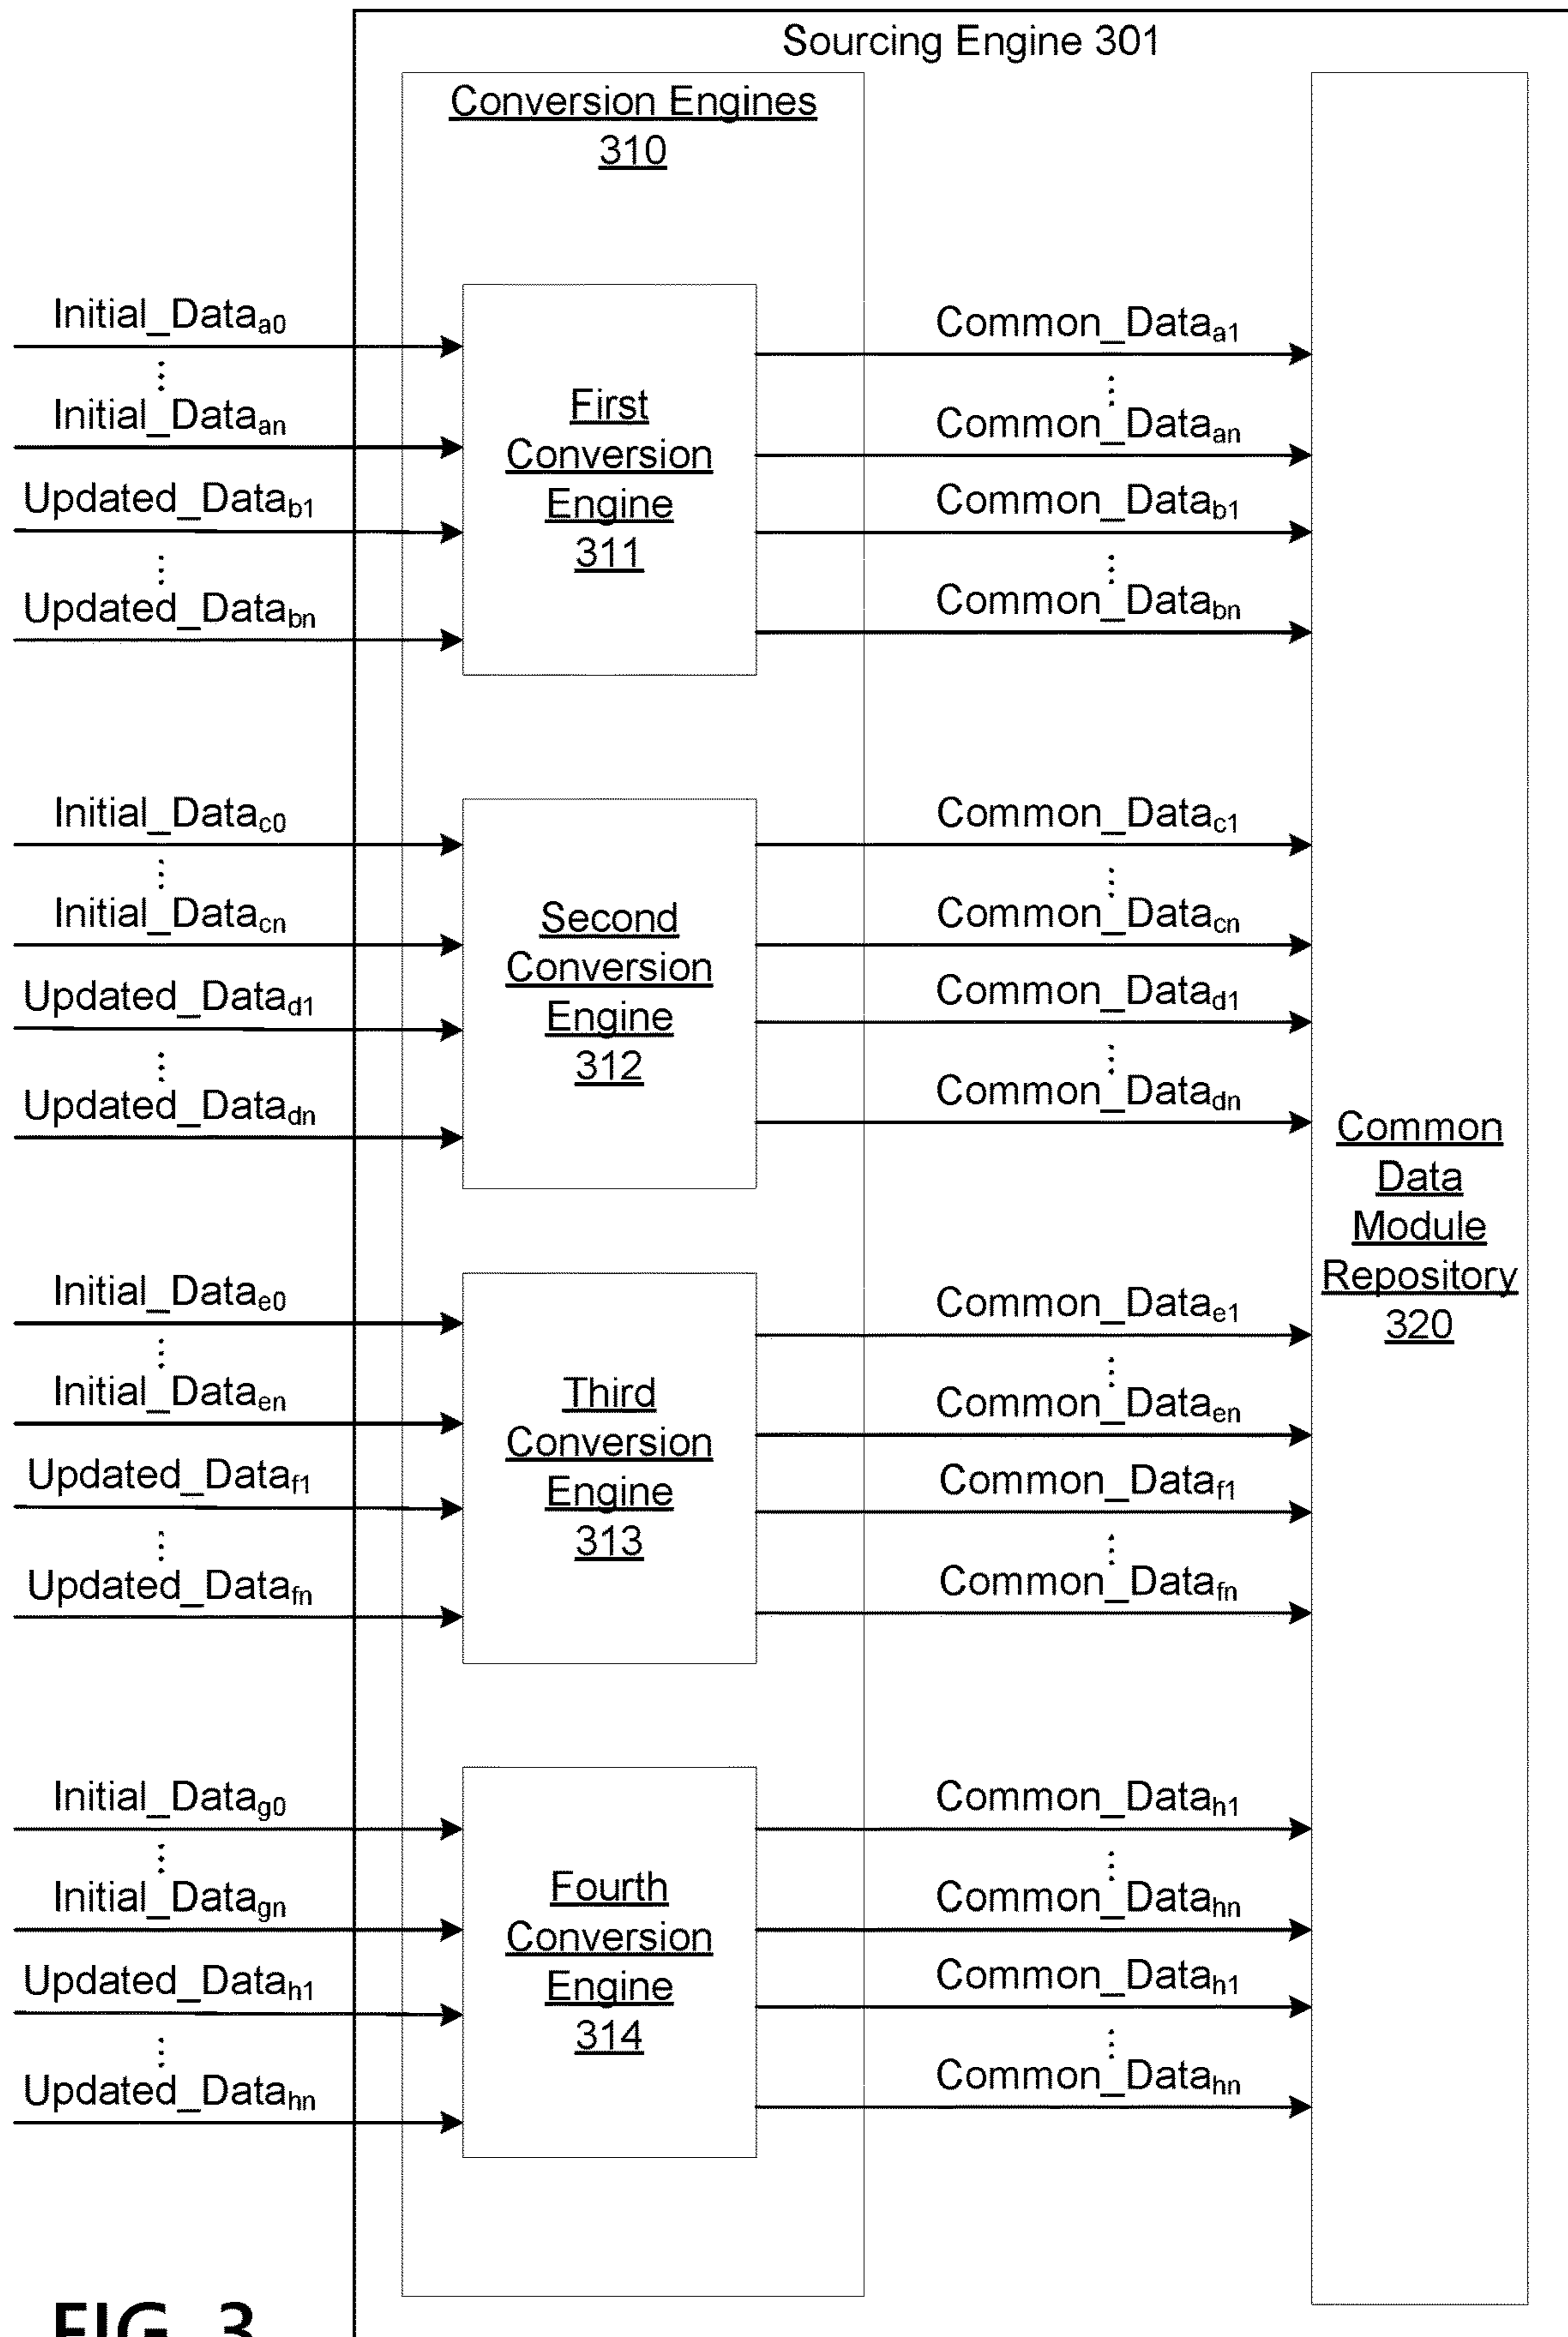 Sourcing Engine 301
Conversion Engines
310
Initial_Dataa0
Initial_Dataan
Updated_Datab1
Updated_Databn
First
Conversion
Engine
311
Common_Dataa1
Common_Dataan
Common_Datab1
Common_Databn
Initial_Datac0
Initial_Datacn
Updated_Datad1
Updated_Datadn
Second
Conversion
Engine
312
Common_Datac1
Common_Datacn
Common_Datad1
Common_Datadn
Common
Data
Module
Repository
320
Initial_Datae0
Initial_Dataen
Updated_Dataf1
Updated_Datafn
Third
Conversion
Engine
313
Common_Datae1
Common_Dataen
Common_Dataf1
Common_Datafn
Initial_Datag0
Initial_Datagn
Updated_Datah1
Updated_Datahn
Fourth
Conversion
Engine
314
Common_Datah1
Common_Datahn
Common_Datah1
Common_Datahn
FIG. 3